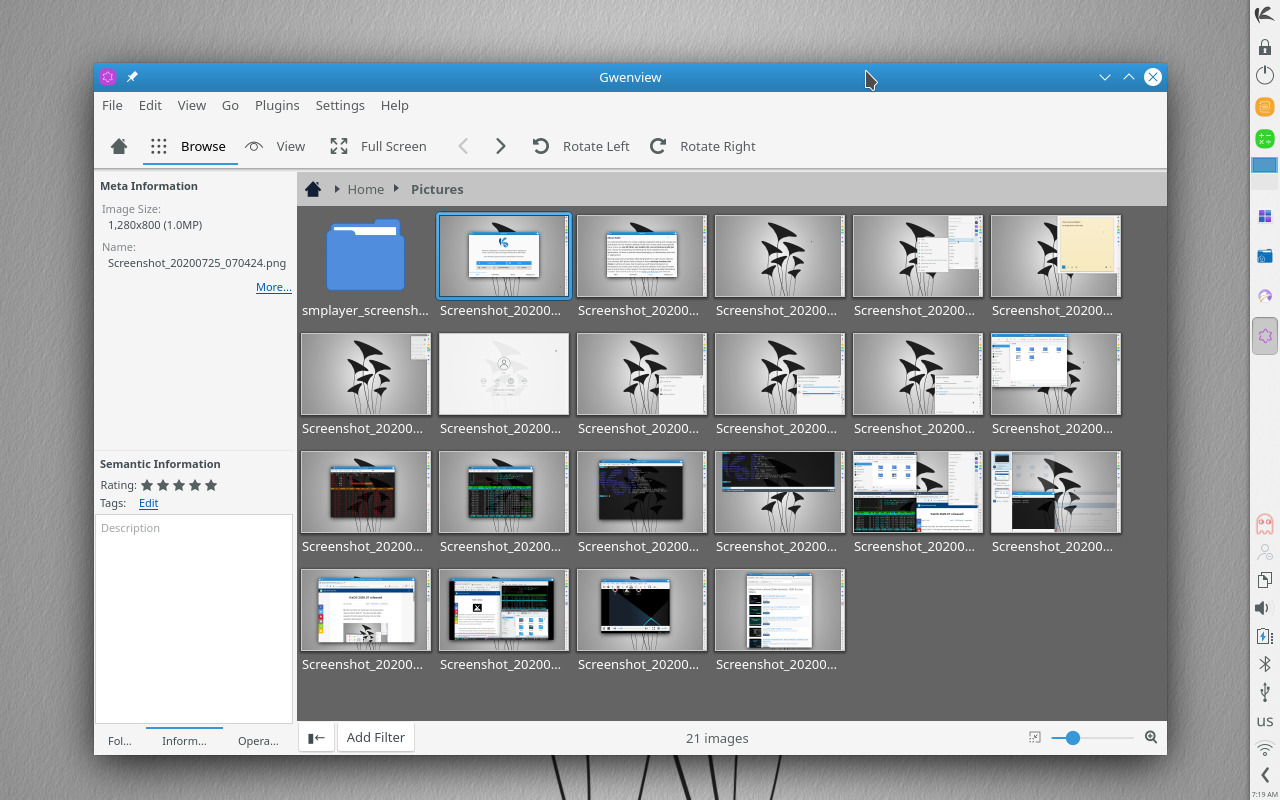 Gwenview
File Edit View Go Plugins Settings Help
Browse View Full Screen Rotate Left Rotate Right
Meta Information
Image Size:
1,280x800 (1.0MP)
Name:
Screenshot_20200725_070424.png
More...
Semantic Information
Rating:
Tags: Edit
Description
Fol... Inform... Opera...
Home Pictures
smplayer_screensh... Screenshot_20200... Screenshot_20200... Screenshot_20200... Screenshot_20200... Screenshot_20200...
Screenshot_20200... Screenshot_20200... Screenshot_20200... Screenshot_20200... Screenshot_20200... Screenshot_20200...
Screenshot_20200... Screenshot_20200... Screenshot_20200... Screenshot_20200... Screenshot_20200... Screenshot_20200...
Screenshot_20200... Screenshot_20200... Screenshot_20200... Screenshot_20200...
Add Filter 21 images
us
7:19 AM